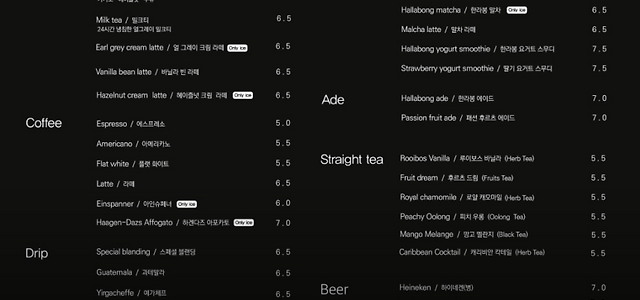 Milk tea / 밀크티 6.5
24시간 냉침한 얼그레이 밀크티
Earl grey cream latte / 얼 그레이 크림 라떼 Only ice 6.5
Vanilla bean latte / 바닐라 빈 라떼 6.5
Hazelnut cream latte / 헤이즐넛 크림 라떼 Only ice 6.5
Coffee
Espresso / 에스프레소 5.0
Americano / 아메리카노 5.5
Flat white / 플랫 화이트 5.5
Latte / 라떼 6.5
Einspanner / 아인슈페너 Only ice 6.0
Haagen-Dazs Affogato / 하겐다즈 아포카토 Only ice 7.0
Drip
Special blanding / 스페셜 블랜딩 6.5
Guatemala / 과테말라 6.5
Yirgacheffe / 예가체프 6.5
Hallabong matcha / 한라봉 말차 Only ice 6.5
Malcha latte / 말차 라떼 6.5
Hallabong yogurt smoothie / 한라봉 요거트 스무디 7.5
Strawberry yogurt smoothie / 딸기 요거트 스무디 7.5
Ade
Hallabong ade / 한라봉 에이드 7.0
Passion fruit ade / 패션 후르츠 에이드 7.0
Straight tea
Rooibos Vanilla / 루이보스 바닐라 (Herb Tea) 5.5
Fruit dream / 후르츠 드림 (Fruits Tea) 5.5
Royal chamomile / 로얄 캐모마일 (Herb Tea) 5.5
Peachy Oolong / 피치 우롱 (Oolong Tea) 5.5
Mango Melange / 망고 멜란지 (Black Tea) 5.5
Caribbean Cocktail / 캐리비안 칵테일 (Herb Tea) 5.5
Beer
Heineken / 하이네켄(병) 7.0